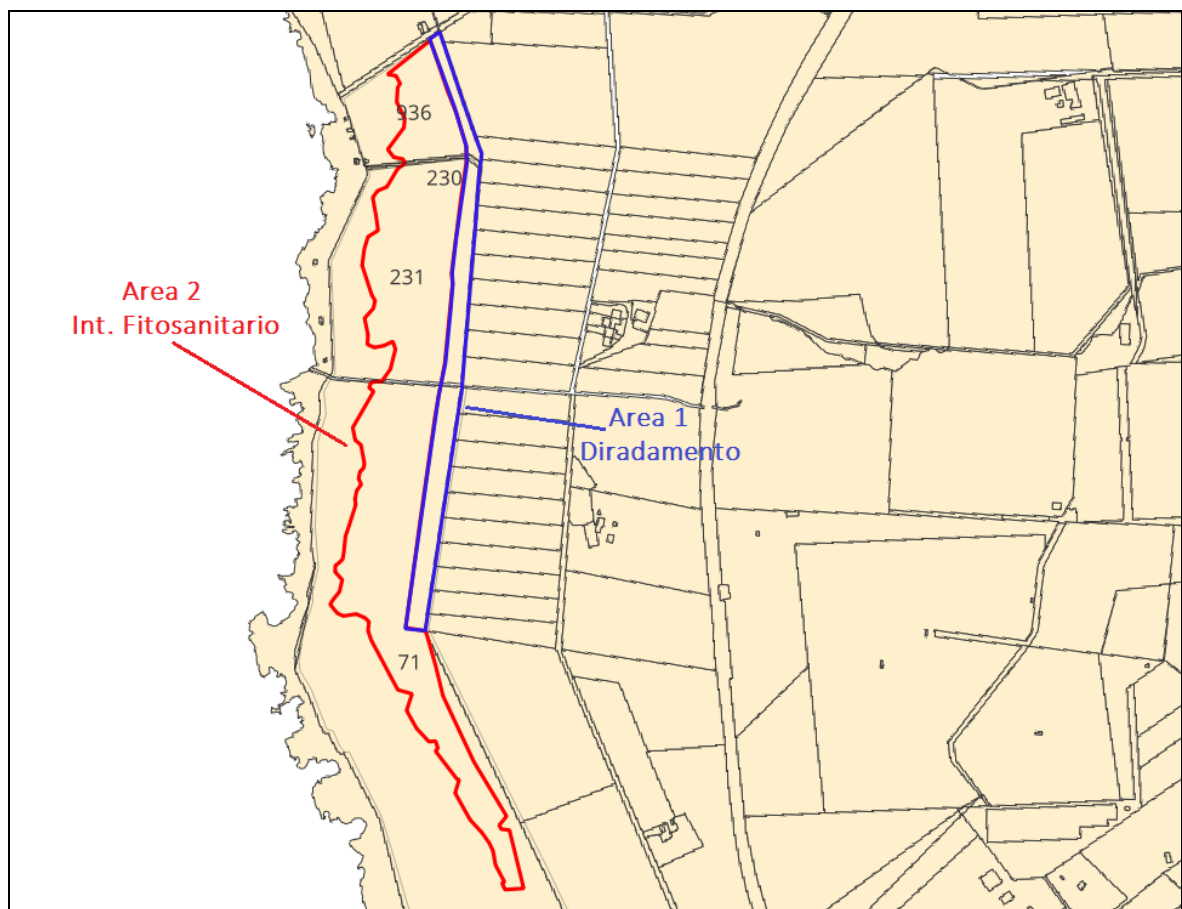 936
230
231
Area 2
Int. Fitosanitario
Area 1
Diradamento
71